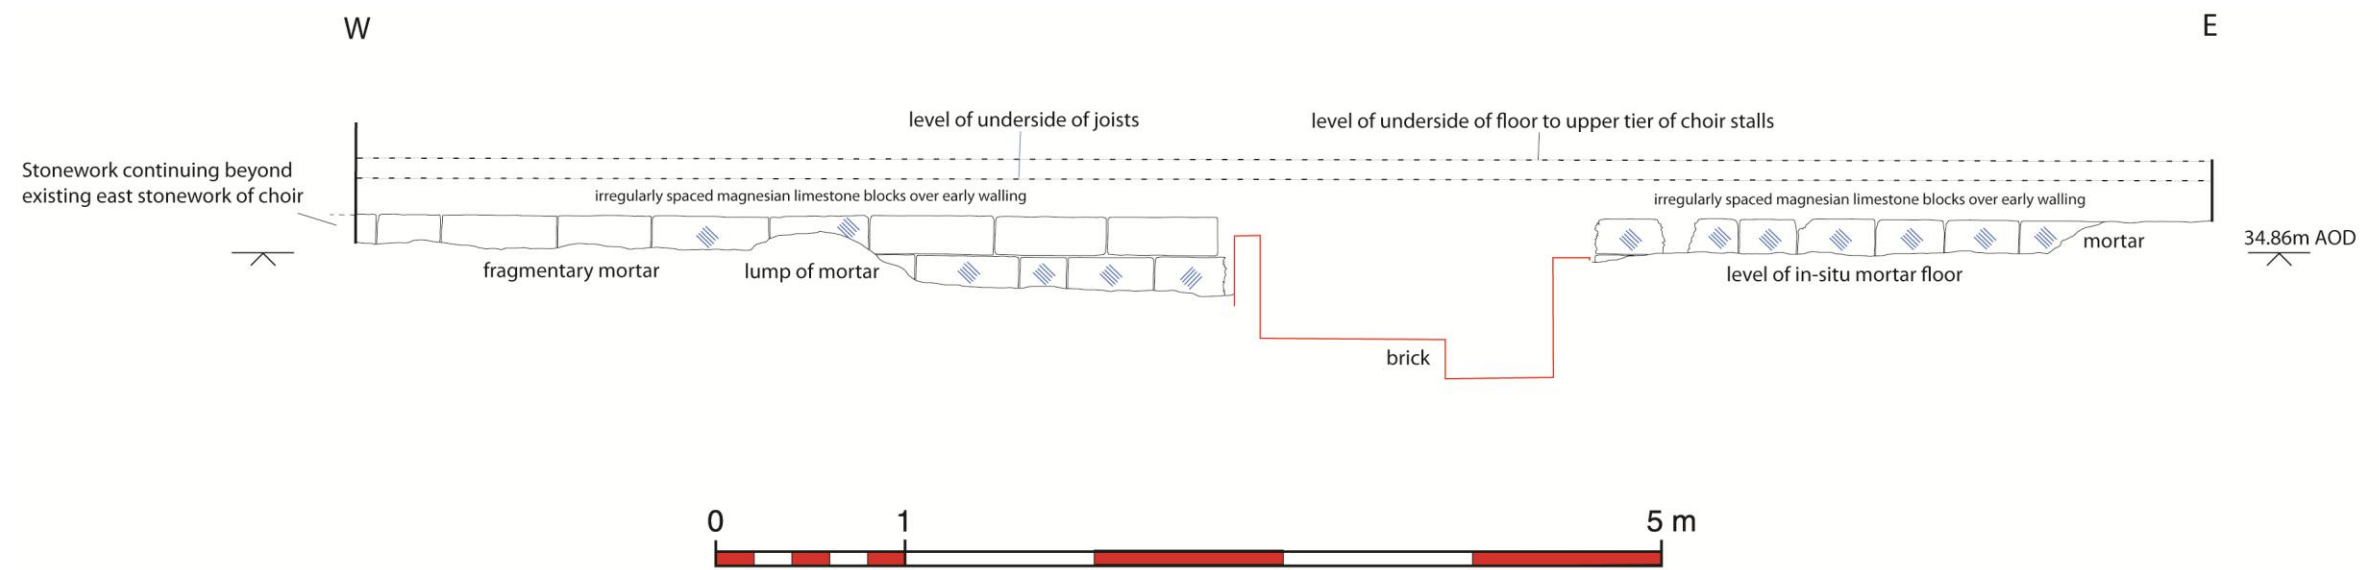 W
E
level of underside of joists
level of underside of floor to upper tier of choir stalls
Stonework continuing beyond
existing east stonework of choir
irregularly spaced magnesian limestone blocks over early walling
irregularly spaced magnesian limestone blocks over early walling
34.86m AOD
fragmentary mortar
lump of mortar
mortar
level of in-situ mortar floor
brick
0
1
5 m